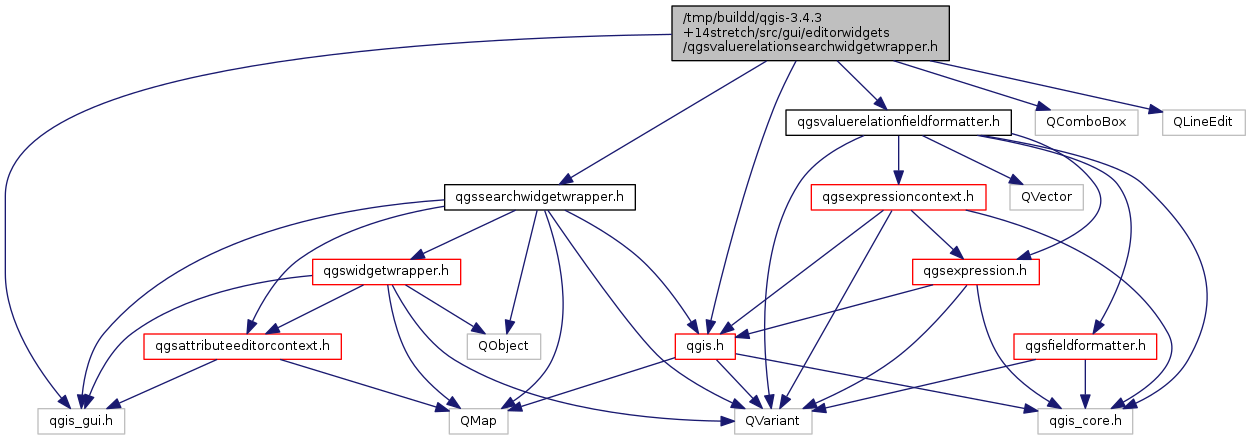 /tmp/buildd/qgis-3.4.3
+14stretch/src/gui/editorwidgets
/qgsvaluerelationsearchwidgetwrapper.h
qgsvaluerelationfieldformatter.h
QComboBox
QLineEdit
qgssearchwidgetwrapper.h
qgsexpressioncontext.h
QVector
qgswidgetwrapper.h
qgsexpression.h
qgsattributeeditorcontext.h
QObject
qgis.h
qgsfieldformatter.h
qgis_gui.h
QMap
QVariant
qgis_core.h